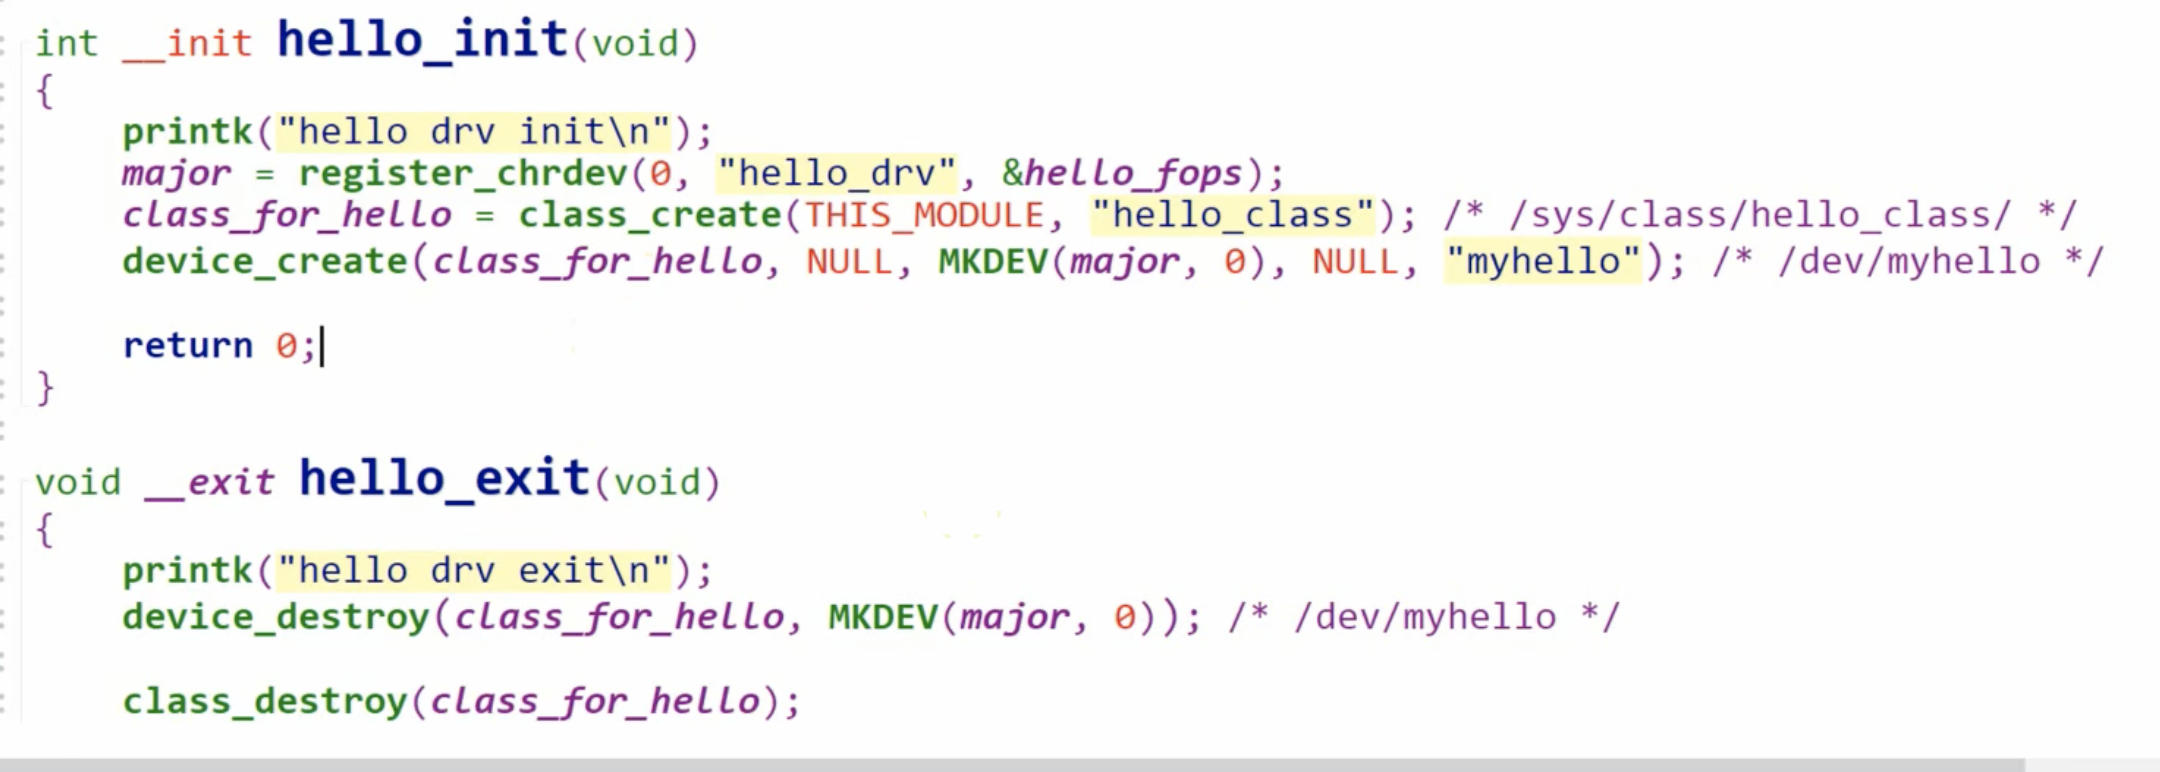 int __init hello_init(void)
{
    printk("hello drv init\n");
    major = register_chrdev(0, "hello_drv", &hello_fops);
    class_for_hello = class_create(THIS_MODULE, "hello_class"); /* /sys/class/hello_class/ */
    device_create(class_for_hello, NULL, MKDEV(major, 0), NULL, "myhello"); /* /dev/myhello */
    return 0;
}
void __exit hello_exit(void)
{
    printk("hello drv exit\n");
    device_destroy(class_for_hello, MKDEV(major, 0)); /* /dev/myhello */
    class_destroy(class_for_hello);